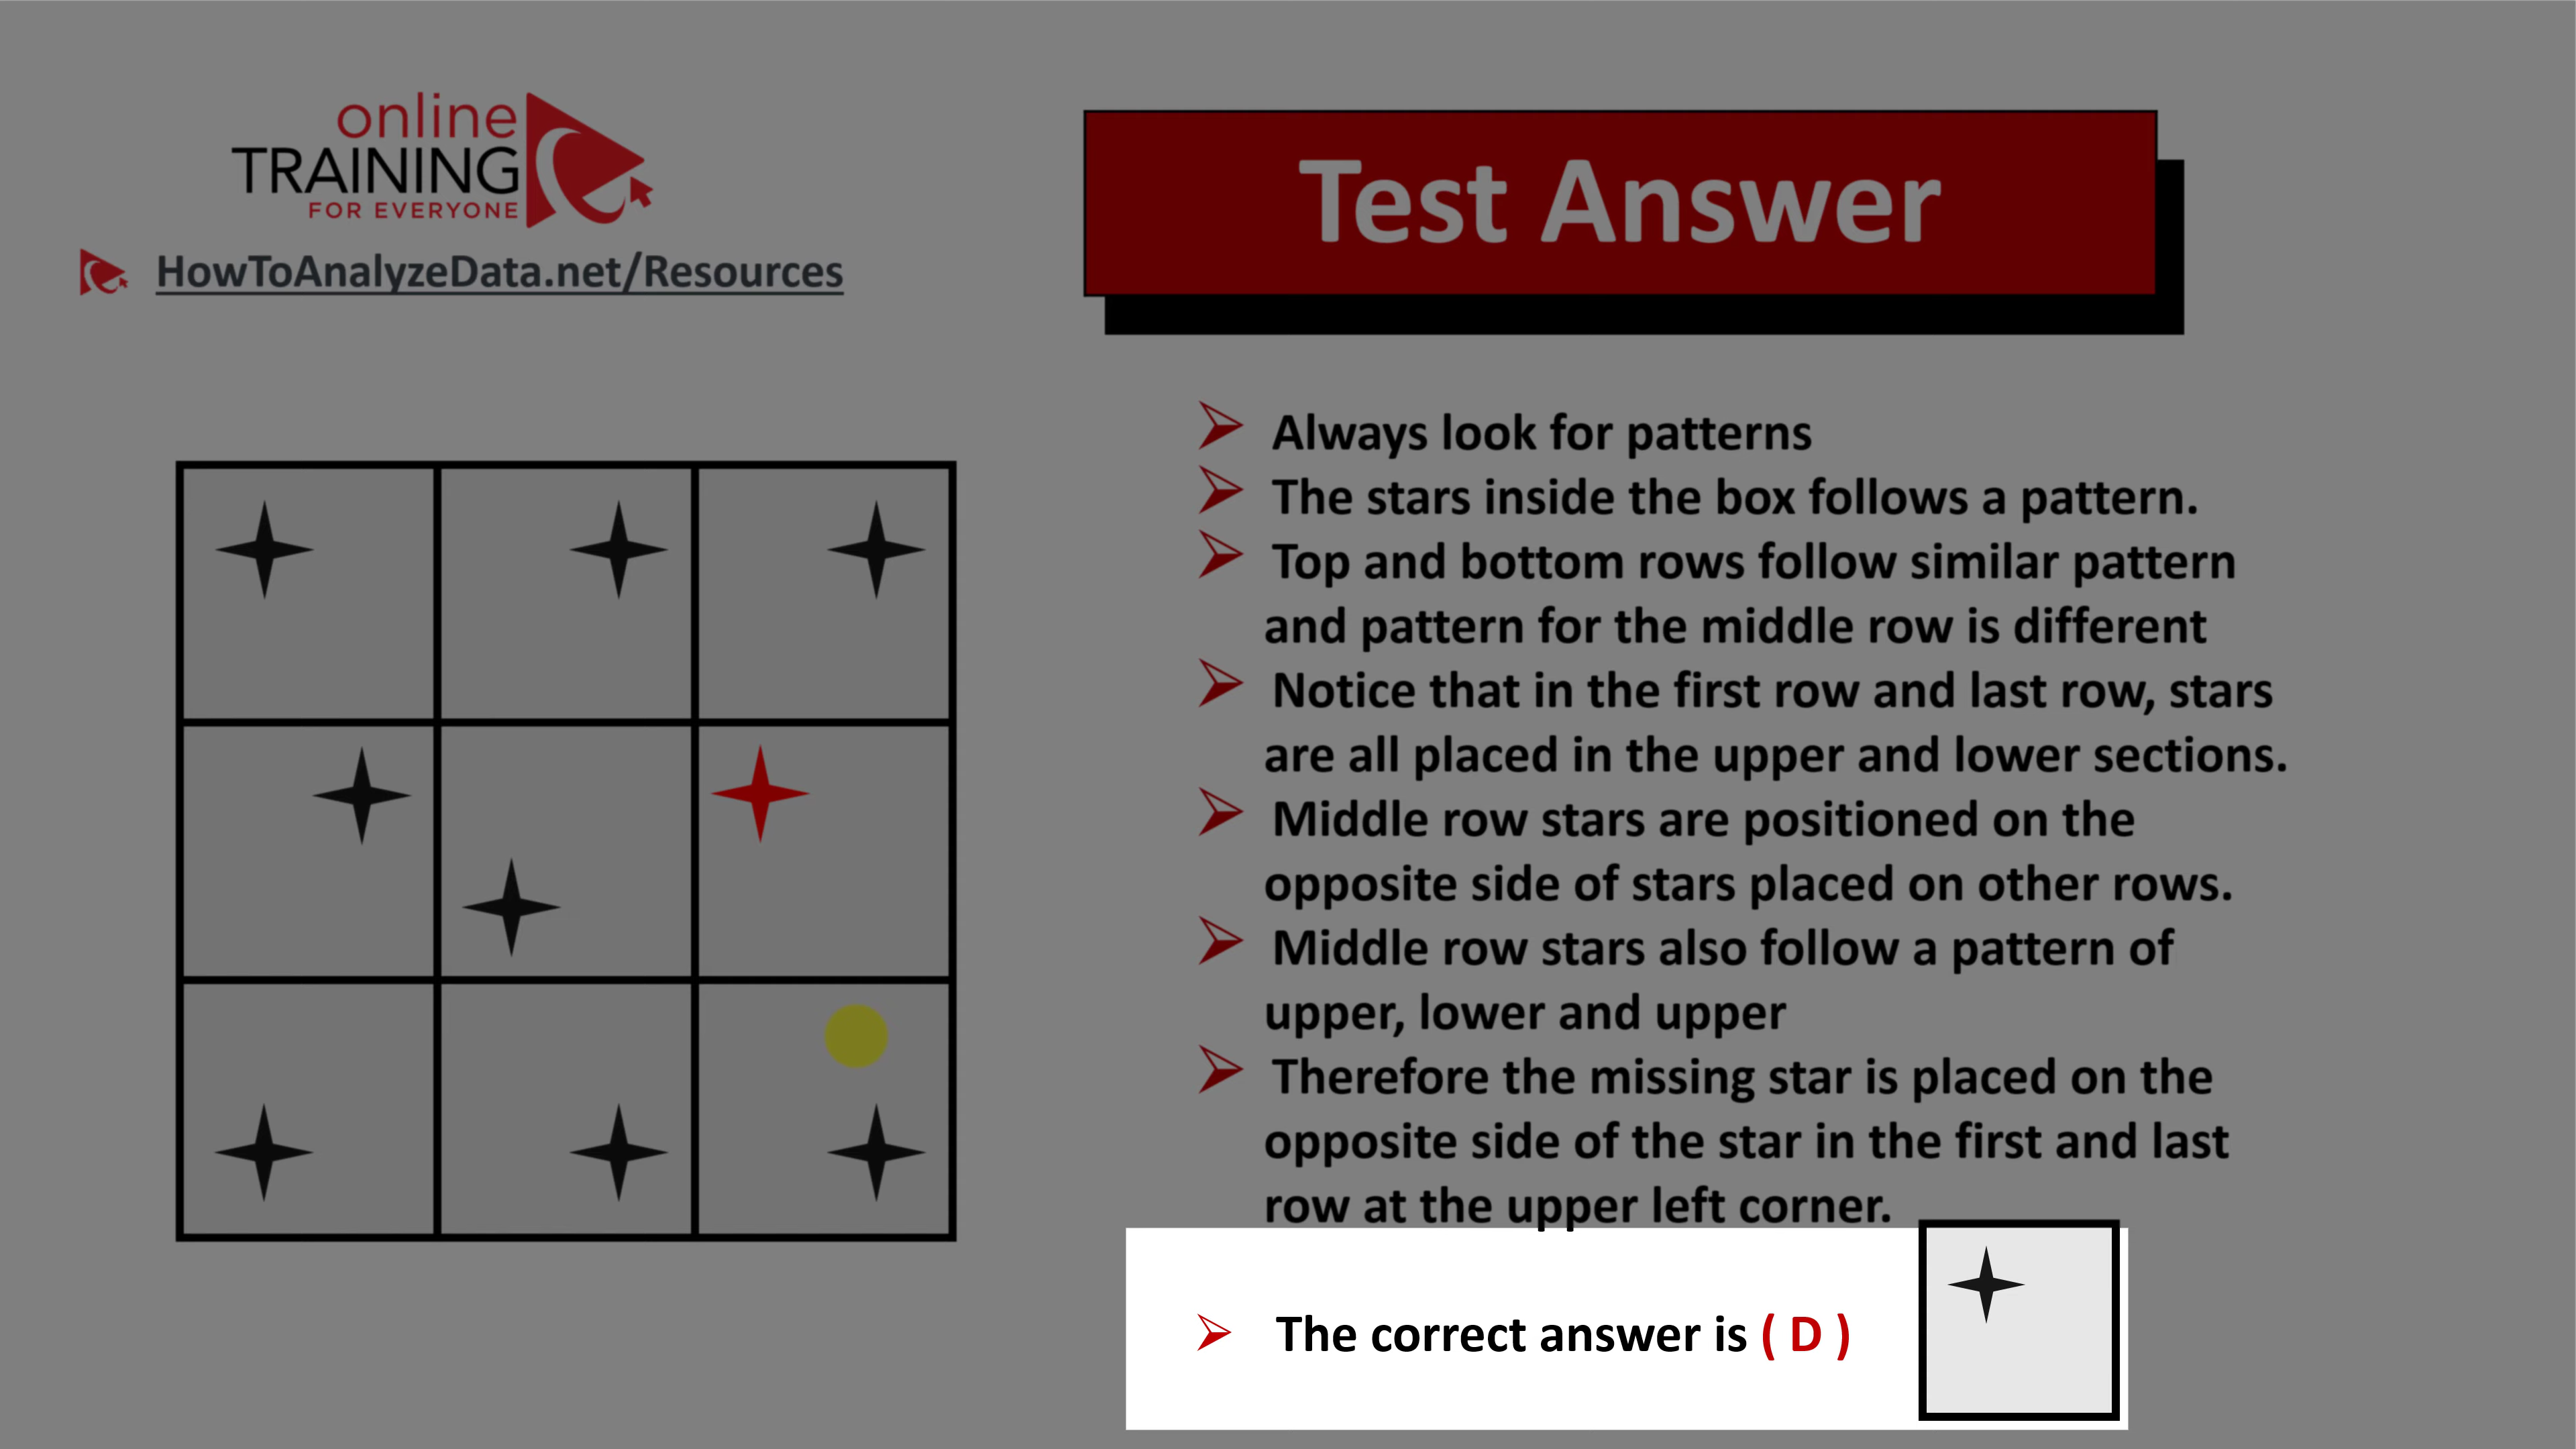 online
TRAINING
FOR EVERYONE
HowToAnalyzeData.net/Resources
Test Answer
Always look for patterns
The stars inside the box follows a pattern.
Top and bottom rows follow similar pattern
and pattern for the middle row is different
Notice that in the first row and last row, stars
are all placed in the upper and lower sections.
Middle row stars are positioned on the
opposite side of stars placed on other rows.
Middle row stars also follow a pattern of
upper, lower and upper
Therefore the missing star is placed on the
opposite side of the star in the first and last
row at the upper left corner.
The correct answer is ( D )